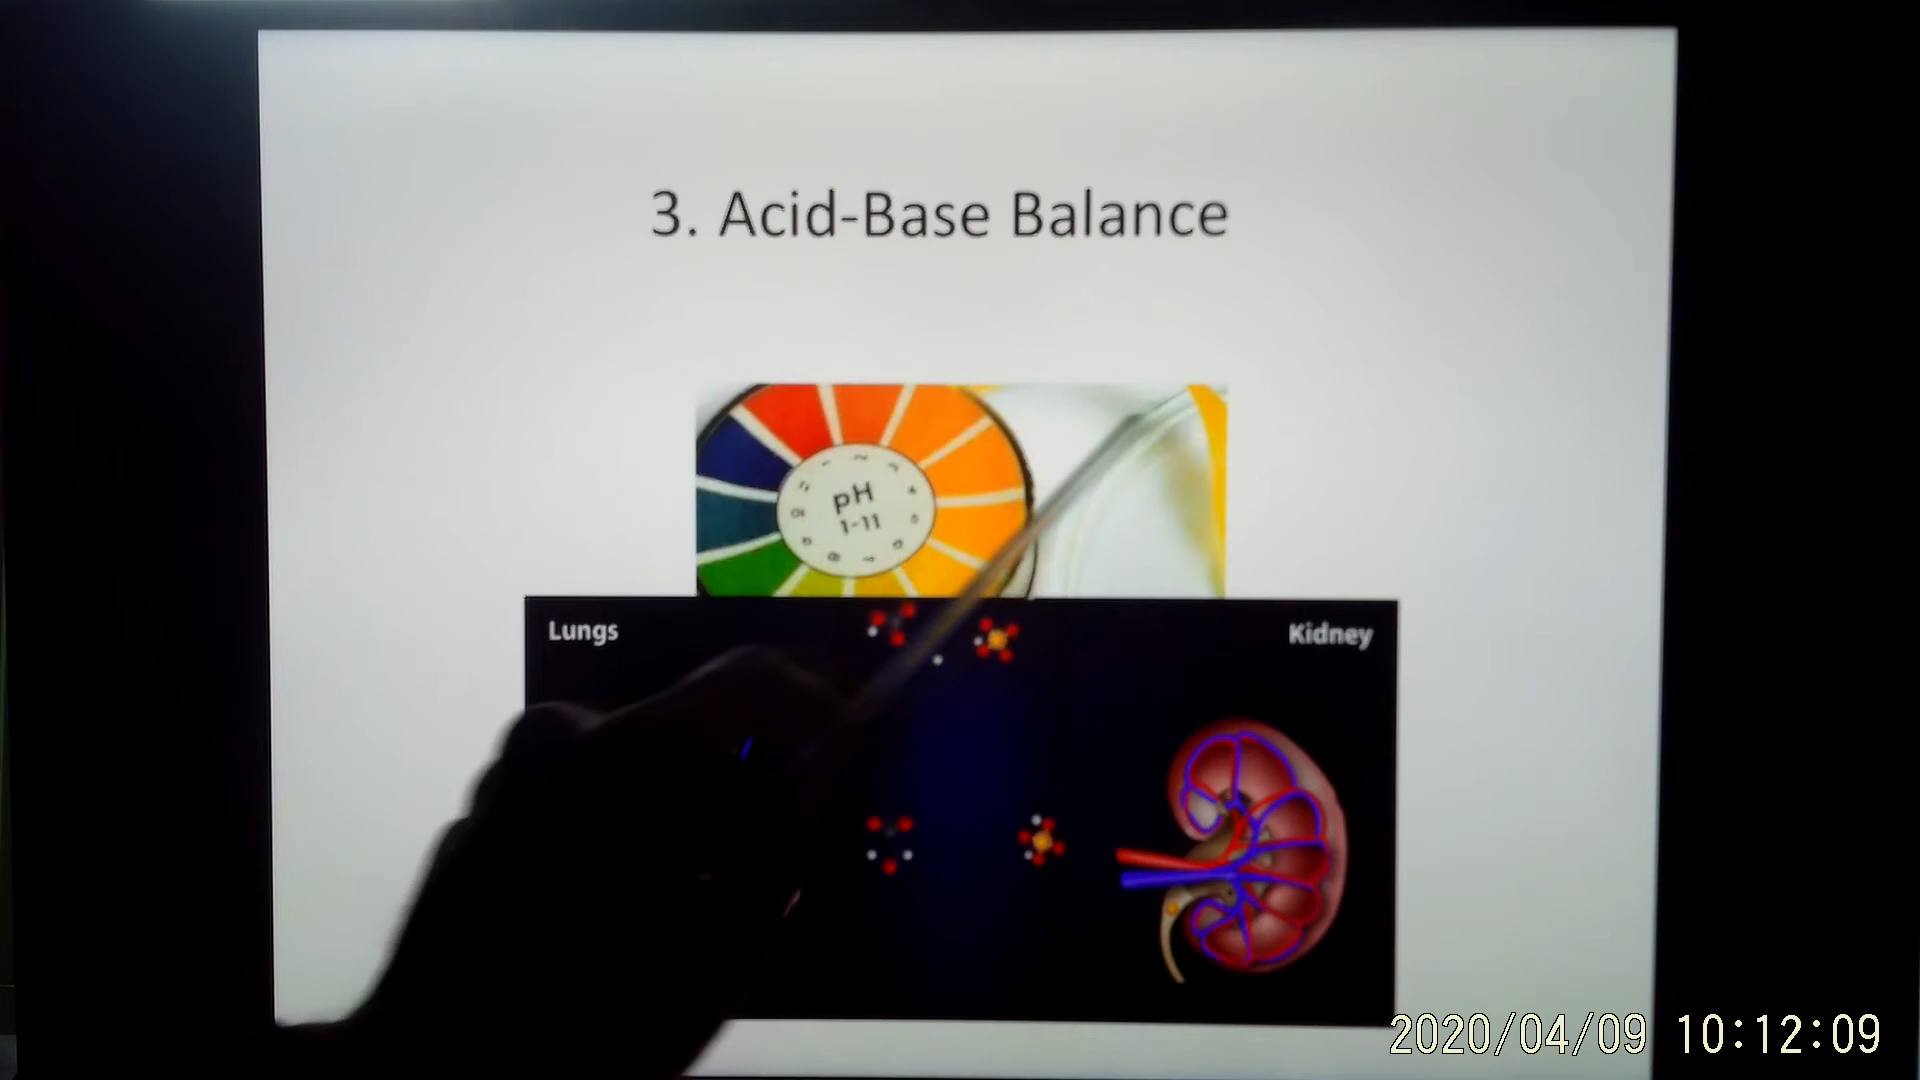 3. Acid-Base Balance
pH
1-11
Lungs
Kidney
2020/04/09 10:12:09